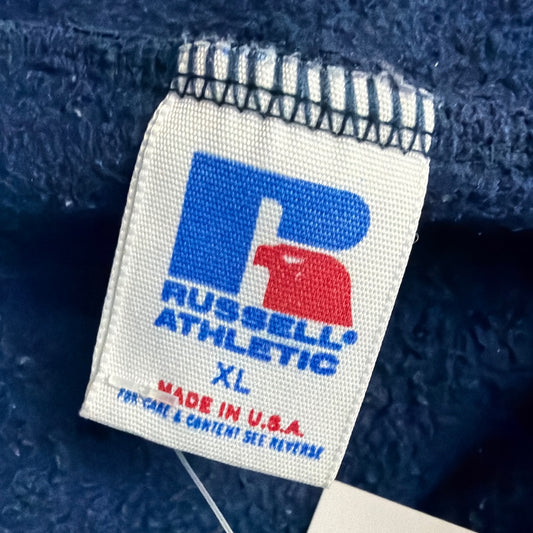 RUSSELL®
ATHLETIC
XL
MADE IN U.S.A.
FOR CARE & CONTENT SEE REVERSE